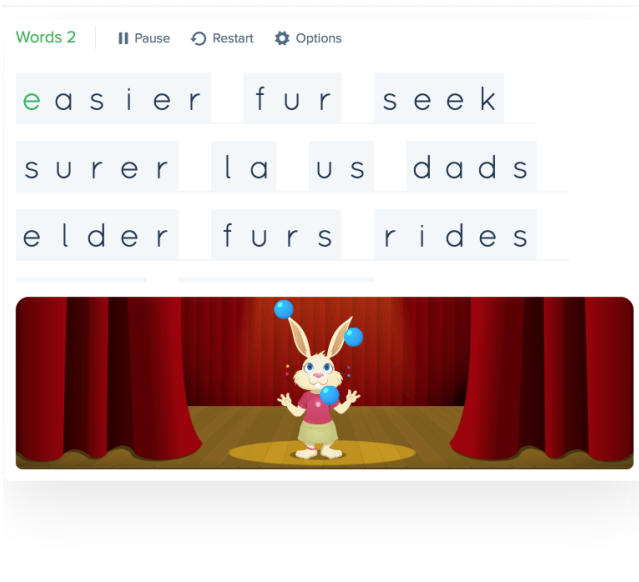 Words 2 Pause Restart Options
easier fur seek
surer la us dads
elder furs rides